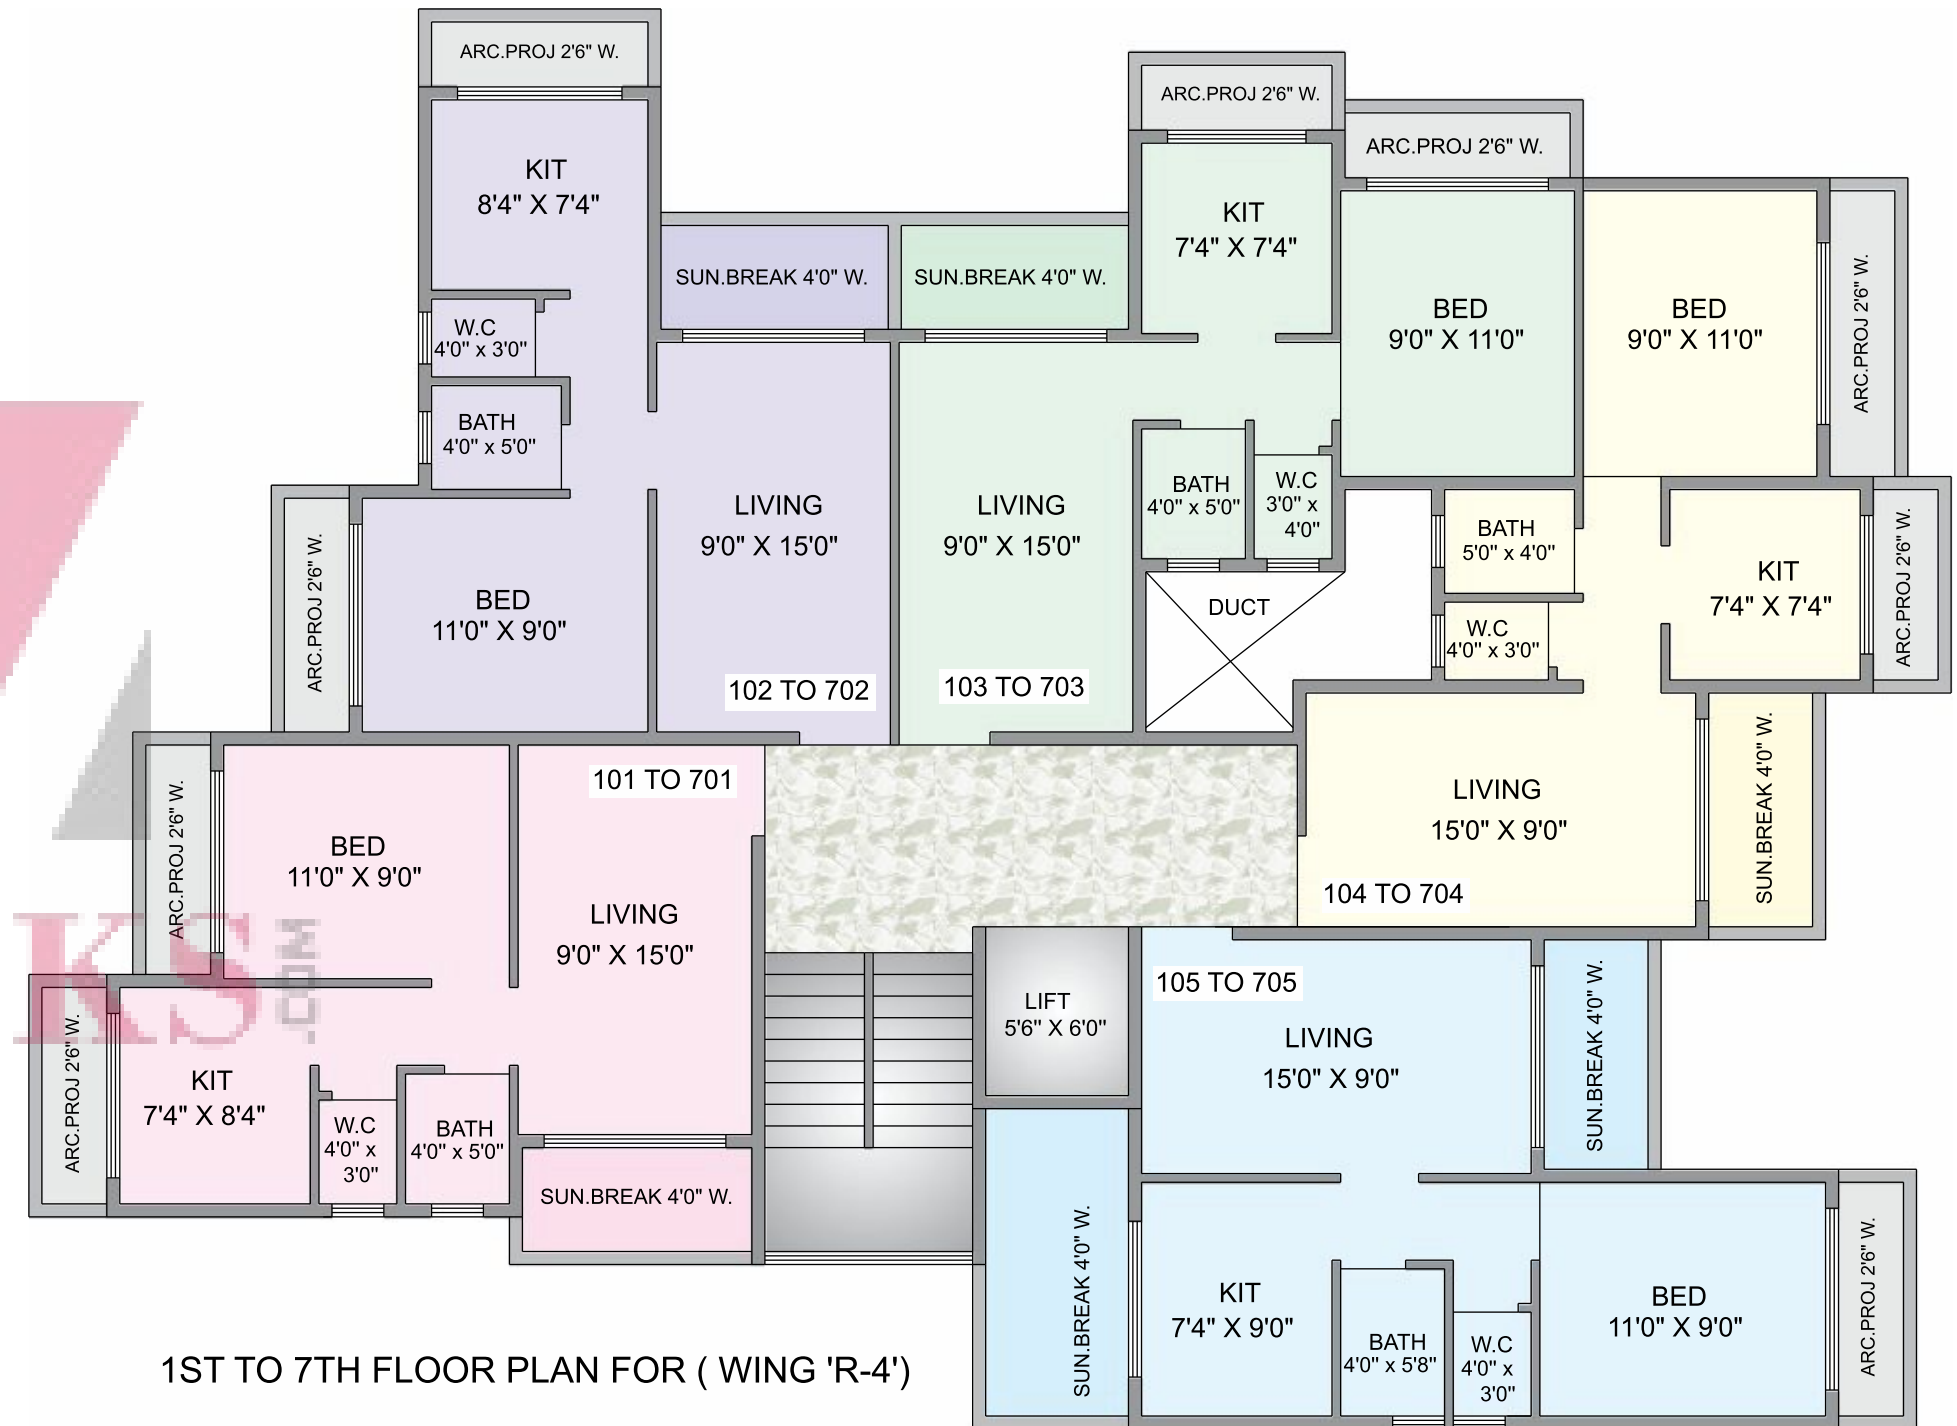 ARC.PROJ 2'6" W.
KIT
8'4" X 7'4"
SUN.BREAK 4'0" W.
W.C
4'0" x 3'0"
BATH
4'0" x 5'0"
LIVING
9'0" X 15'0"
ARC.PROJ 2'6" W.
BED
11'0" X 9'0"
102 TO 702
ARC.PROJ 2'6" W.
KIT
7'4" X 7'4"
SUN.BREAK 4'0" W.
ARC.PROJ 2'6" W.
BED
9'0" X 11'0"
BATH
4'0" x 5'0"
W.C
3'0" x
4'0"
LIVING
9'0" X 15'0"
103 TO 703
DUCT
BED
9'0" X 11'0"
ARC.PROJ 2'6" W.
BATH
5'0" x 4'0"
KIT
7'4" X 7'4"
ARC.PROJ 2'6" W.
W.C
4'0" x 3'0"
LIVING
15'0" X 9'0"
SUN.BREAK 4'0" W.
104 TO 704
101 TO 701
ARC.PROJ 2'6" W.
BED
11'0" X 9'0"
LIVING
9'0" X 15'0"
KS
.COM
ARC.PROJ 2'6" W.
KIT
7'4" X 8'4"
W.C
4'0" x
3'0"
BATH
4'0" x 5'0"
SUN.BREAK 4'0" W.
LIFT
5'6" X 6'0"
105 TO 705
LIVING
15'0" X 9'0"
SUN.BREAK 4'0" W.
SUN.BREAK 4'0" W.
KIT
7'4" X 9'0"
BATH
4'0" x 5'8"
W.C
4'0" x
3'0"
BED
11'0" X 9'0"
ARC.PROJ 2'6" W.
1ST TO 7TH FLOOR PLAN FOR ( WING 'R-4')